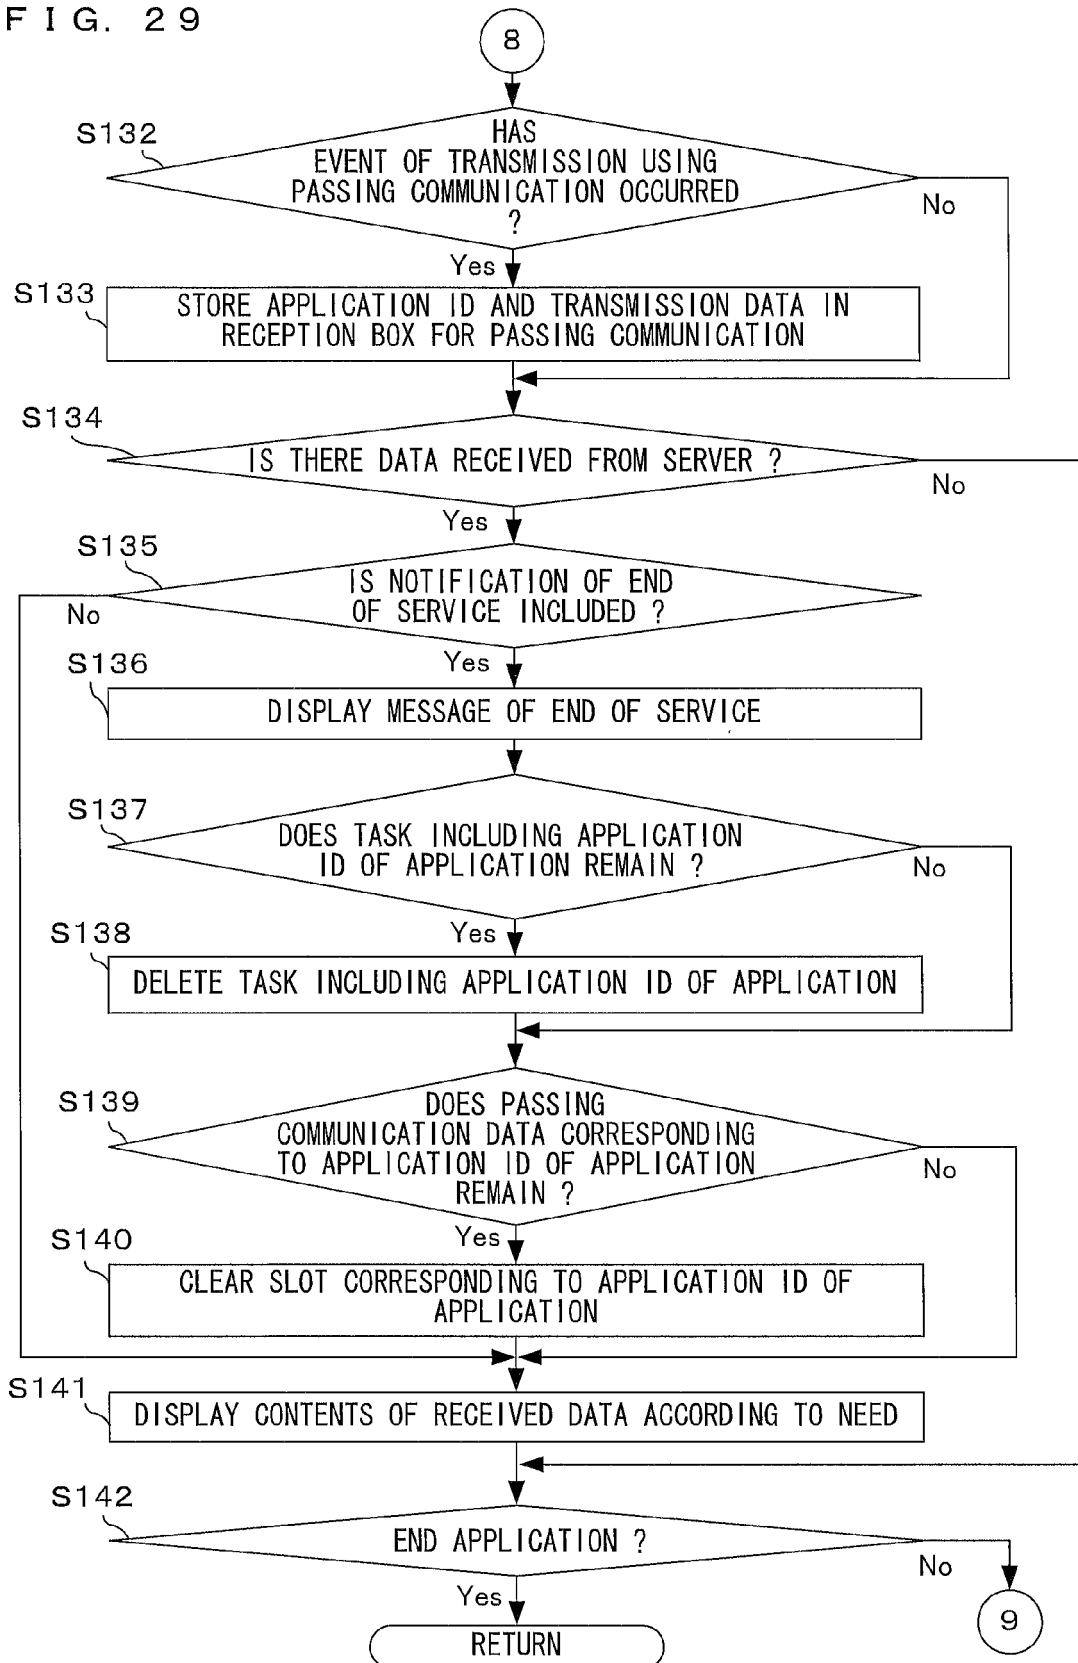 FIG. 29
8
S132
HAS
EVENT OF TRANSMISSION USING
PASSING COMMUNICATION OCCURRED
?
No
Yes
S133
STORE APPLICATION ID AND TRANSMISSION DATA IN
RECEPTION BOX FOR PASSING COMMUNICATION
S134
IS THERE DATA RECEIVED FROM SERVER ?
No
Yes
S135
IS NOTIFICATION OF END
OF SERVICE INCLUDED ?
No
Yes
S136
DISPLAY MESSAGE OF END OF SERVICE
S137
DOES TASK INCLUDING APPLICATION
ID OF APPLICATION REMAIN ?
No
Yes
S138
DELETE TASK INCLUDING APPLICATION ID OF APPLICATION
S139
DOES PASSING
COMMUNICATION DATA CORRESPONDING
TO APPLICATION ID OF APPLICATION
REMAIN ?
No
Yes
S140
CLEAR SLOT CORRESPONDING TO APPLICATION ID OF
APPLICATION
S141
DISPLAY CONTENTS OF RECEIVED DATA ACCORDING TO NEED
S142
END APPLICATION ?
No
Yes
9
RETURN